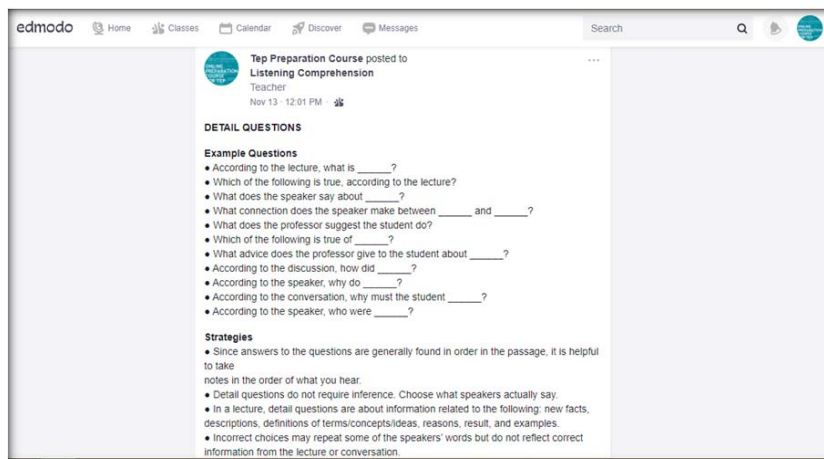 edmodo Home Classes Calendar Discover Messages Search
Tep Preparation Course posted to
Listening Comprehension
Teacher
Nov 13 · 12:01 PM ·
DETAIL QUESTIONS
Example Questions
● According to the lecture, what is ______?
● Which of the following is true, according to the lecture?
● What does the speaker say about ______?
● What connection does the speaker make between ______ and ______?
● What does the professor suggest the student do?
● Which of the following is true of ______?
● What advice does the professor give to the student about ______?
● According to the discussion, how did ______?
● According to the speaker, why do ______?
● According to the conversation, why must the student ______?
● According to the speaker, who were ______?
Strategies
● Since answers to the questions are generally found in order in the passage, it is helpful
to take
notes in the order of what you hear.
● Detail questions do not require inference. Choose what speakers actually say.
● In a lecture, detail questions are about information related to the following: new facts,
descriptions, definitions of terms/concepts/ideas, reasons, result, and examples.
● Incorrect choices may repeat some of the speakers' words but do not reflect correct
information from the lecture or conversation.